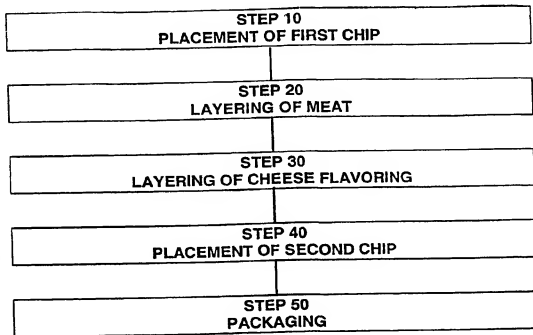 STEP 10
PLACEMENT OF FIRST CHIP
STEP 20
LAYERING OF MEAT
STEP 30
LAYERING OF CHEESE FLAVORING
STEP 40
PLACEMENT OF SECOND CHIP
STEP 50
PACKAGING